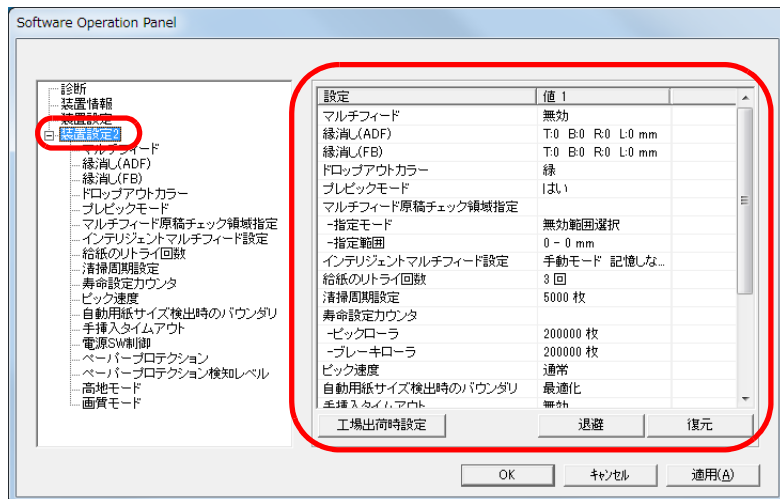 Software Operation Panel
診断
装置情報
装置設定
装置設定2
マルチフィード
縁消し(ADF)
縁消し(FB)
ドロップアウトカラー
プレピックモード
マルチフィード原稿チェック領域指定
インテリジェントマルチフィード設定
給紙のリトライ回数
清掃周期設定
寿命設定カウンタ
ピック速度
自動用紙サイズ検出時のバウンダリ
手挿入タイムアウト
電源SW制御
ペーパープロテクション
ペーパープロテクション検知レベル
高地モード
画質モード
設定 値 1
マルチフィード 無効
縁消し(ADF) T:0 B:0 R:0 L:0 mm
縁消し(FB) T:0 B:0 R:0 L:0 mm
ドロップアウトカラー 緑
プレピックモード はい
マルチフィード原稿チェック領域指定
-指定モード 無効範囲選択
-指定範囲 0 - 0 mm
インテリジェントマルチフィード設定 手動モード 記憶しな...
給紙のリトライ回数 3 回
清掃周期設定 5000 枚
寿命設定カウンタ
-ピックローラ 200000 枚
-ブレーキローラ 200000 枚
ピック速度 通常
自動用紙サイズ検出時のバウンダリ 最適化
手挿入タイムアウト 無効
工場出荷時設定 退避 復元
OK キャンセル 適用(A)